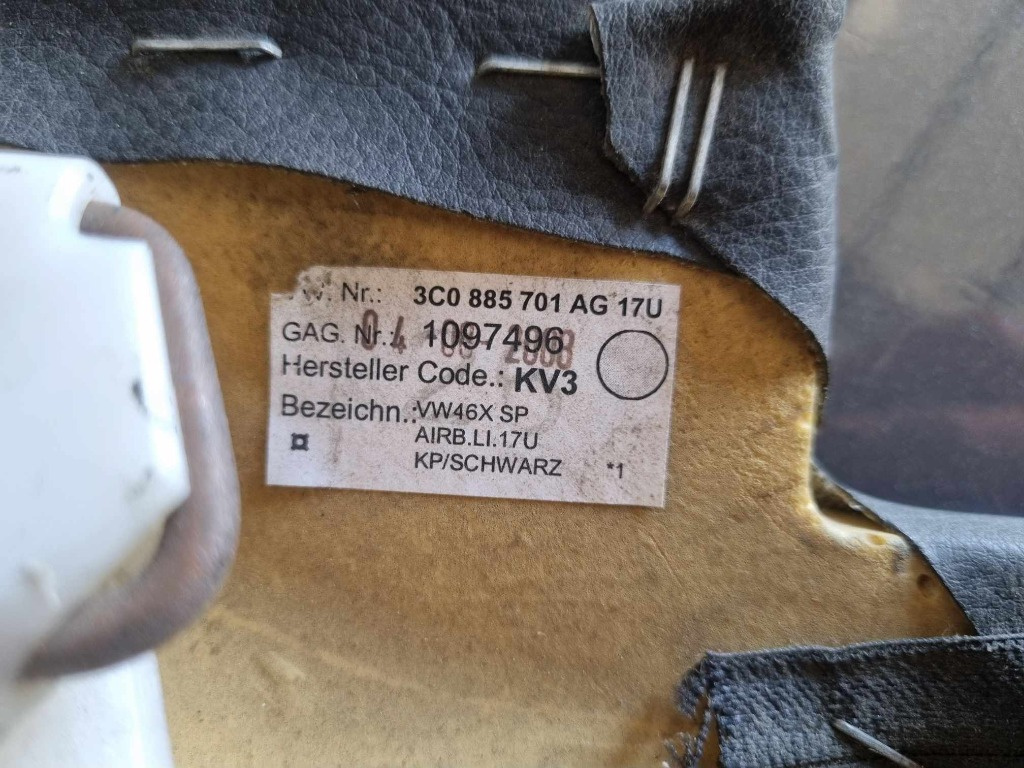 W. Nr.: 3C0 885 701 AG 17U
GAG. Nr.: 1097496
Hersteller Code.: KV3
Bezeichn.: VW46X SP
AIRB.LI.17U
KP/SCHWARZ *1